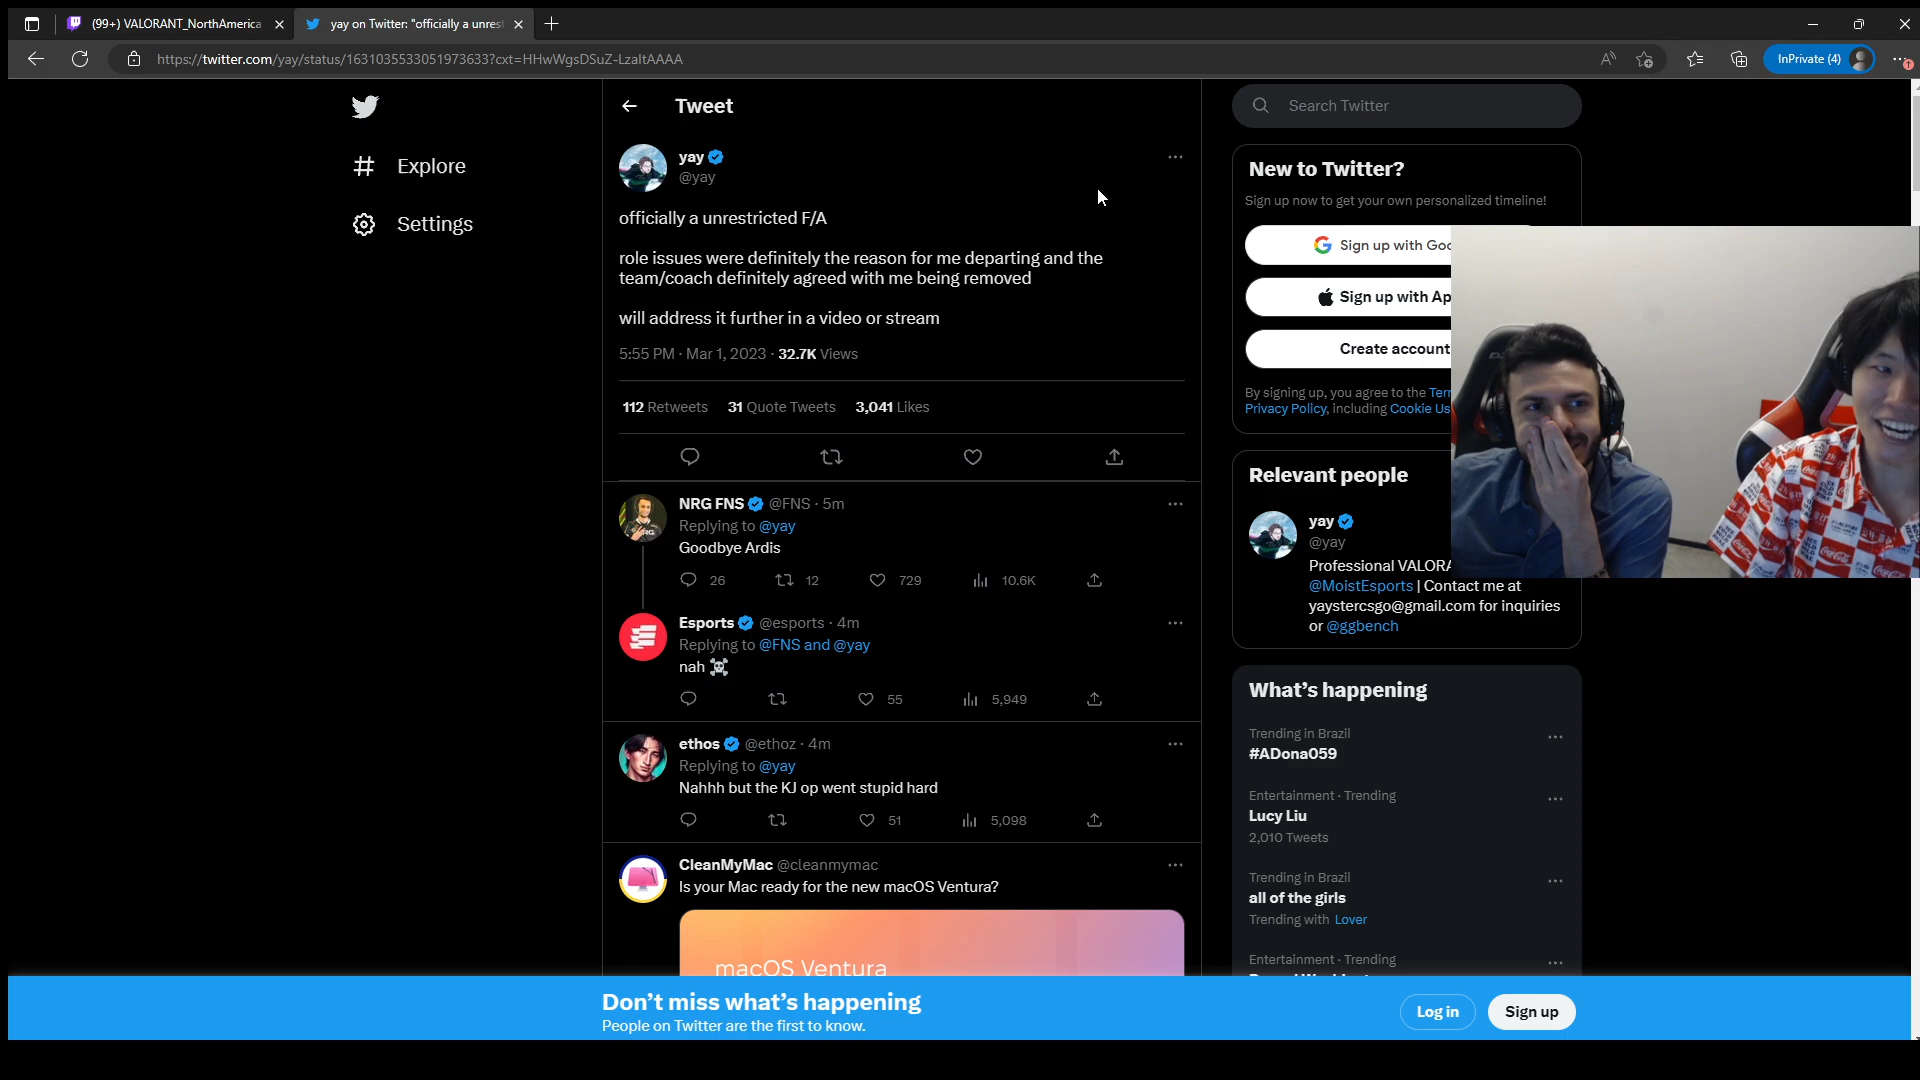 (99+) VALORANT_NorthAmerica
yay on Twitter: "officially a unres
https://twitter.com/yay/status/1631035533051973633?cxt=HHwWgsDSuZ-LzaltAAAA
InPrivate (4)
Explore
Settings
Tweet
yay
@yay
officially a unrestricted F/A
role issues were definitely the reason for me departing and the
team/coach definitely agreed with me being removed
will address it further in a video or stream
5:55 PM · Mar 1, 2023 · 32.7K Views
112 Retweets 31 Quote Tweets 3,041 Likes
NRG FNS @FNS · 5m
Replying to @yay
Goodbye Ardis
26 12 729 10.6K
Esports @esports · 4m
Replying to @FNS and @yay
nah ☠️
55 5,949
ethos @ethoz · 4m
Replying to @yay
Nahhh but the KJ op went stupid hard
51 5,098
CleanMyMac @cleanmymac
Is your Mac ready for the new macOS Ventura?
macOS Ventura
Search Twitter
New to Twitter?
Sign up now to get your own personalized timeline!
Sign up with Goo
Sign up with Ap
Create account
By signing up, you agree to the Terr
Privacy Policy, including Cookie Us
Relevant people
yay
@yay
Professional VALORA
@MoistEsports | Contact me at
yaystercsgo@gmail.com for inquiries
or @ggbench
What's happening
Trending in Brazil
#ADona059
Entertainment · Trending
Lucy Liu
2,010 Tweets
Trending in Brazil
all of the girls
Trending with Lover
Entertainment · Trending
Don't miss what's happening
People on Twitter are the first to know.
Log in
Sign up